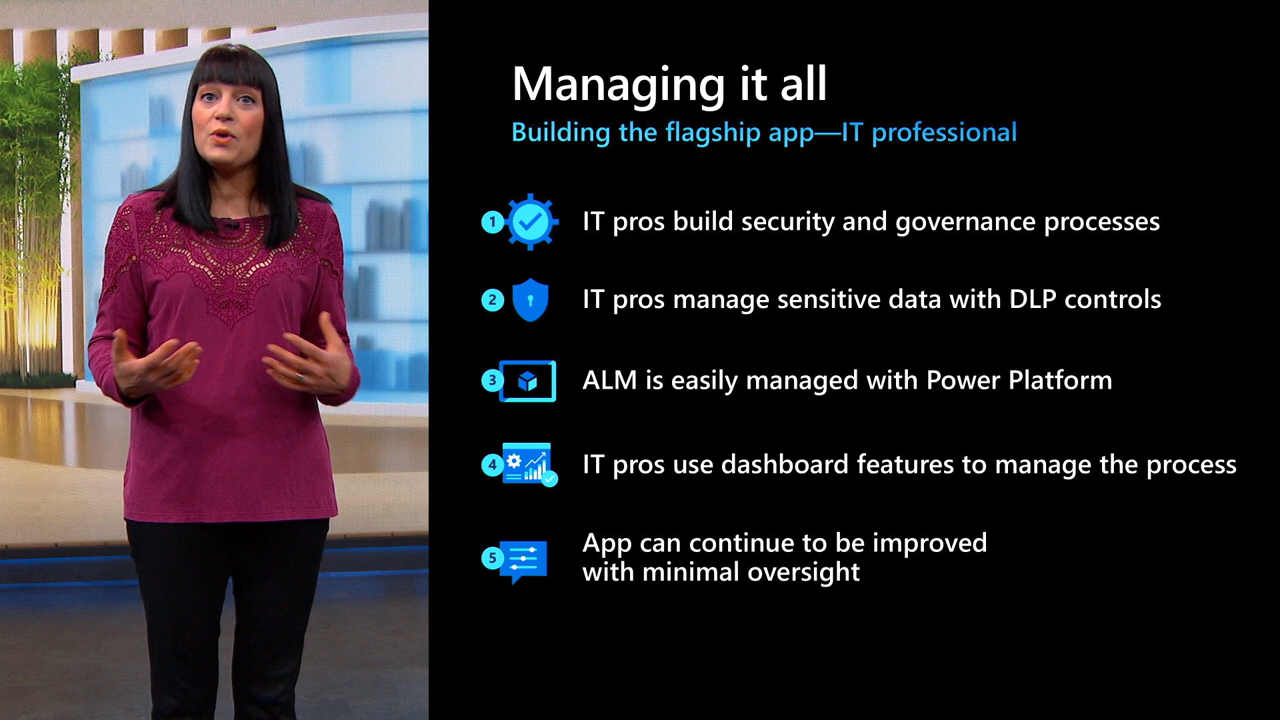 Managing it all
Building the flagship app—IT professional
1 IT pros build security and governance processes
2 IT pros manage sensitive data with DLP controls
3 ALM is easily managed with Power Platform
4 IT pros use dashboard features to manage the process
5 App can continue to be improved
with minimal oversight